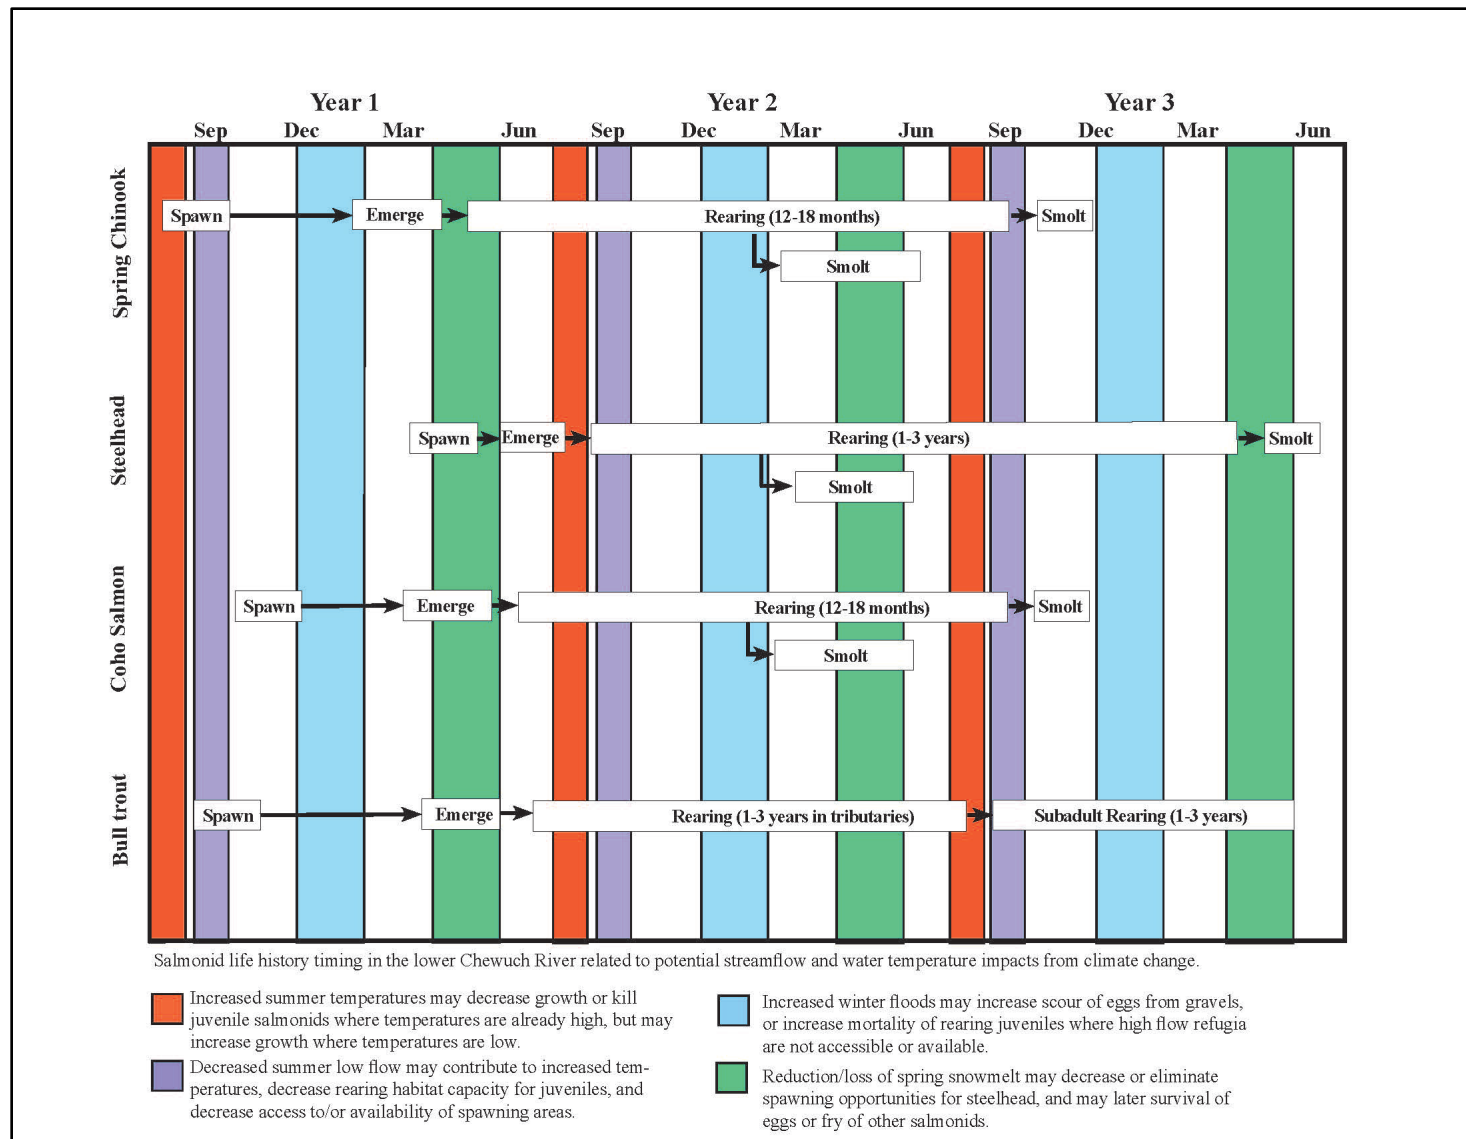 Year 1 Year 2 Year 3
Sep Dec Mar Jun Sep Dec Mar Jun Sep Dec Mar Jun
Spring Chinook
Spawn Emerge Rearing (12-18 months) Smolt
Smolt
Steelhead
Spawn Emerge Rearing (1-3 years) Smolt
Smolt
Coho Salmon
Spawn Emerge Rearing (12-18 months) Smolt
Smolt
Bull trout
Spawn Emerge Rearing (1-3 years in tributaries) Subadult Rearing (1-3 years)
Salmonid life history timing in the lower Chewuch River related to potential streamflow and water temperature impacts from climate change.
Increased summer temperatures may decrease growth or kill
juvenile salmonids where temperatures are already high, but may
increase growth where temperatures are low.
Decreased summer low flow may contribute to increased tem-
peratures, decrease rearing habitat capacity for juveniles, and
decrease access to/or availability of spawning areas.
Increased winter floods may increase scour of eggs from gravels,
or increase mortality of rearing juveniles where high flow refugia
are not accessible or available.
Reduction/loss of spring snowmelt may decrease or eliminate
spawning opportunities for steelhead, and may later survival of
eggs or fry of other salmonids.